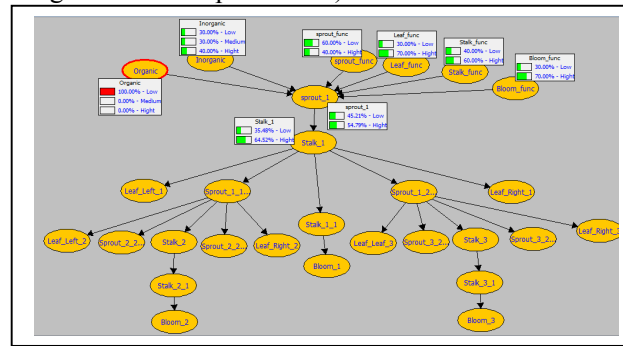 Inorganic
30.00% - Low
30.00% - Medium
40.00% - Hight
sprout_func
60.00% - Low
40.00% - Hight
Leaf_func
30.00% - Low
70.00% - Hight
Stalk_func
40.00% - Low
60.00% - Hight
Bloom_func
30.00% - Low
70.00% - Hight
Organic
Inorganic
sprout_func
Leaf_func
Stalk_func
Bloom_func
Organic
100.00% - Low
0.00% - Medium
0.00% - Hight
sprout_1
Stalk_1
35.48% - Low
64.52% - Hight
sprout_1
45.21% - Low
54.79% - Hight
Stalk_1
Leaf_Left_1
Sprout_1_1...
Sprout_1_2...
Leaf_Right_1
Stalk_1_1
Leaf_Left_2
Sprout_2_2...
Stalk_2
Sprout_2_2...
Leaf_Right_2
Bloom_1
Leaf_Leaf_3
Sprout_3_2...
Stalk_3
Sprout_3_2...
Leaf_Right_3
Stalk_2_1
Stalk_3_1
Bloom_2
Bloom_3